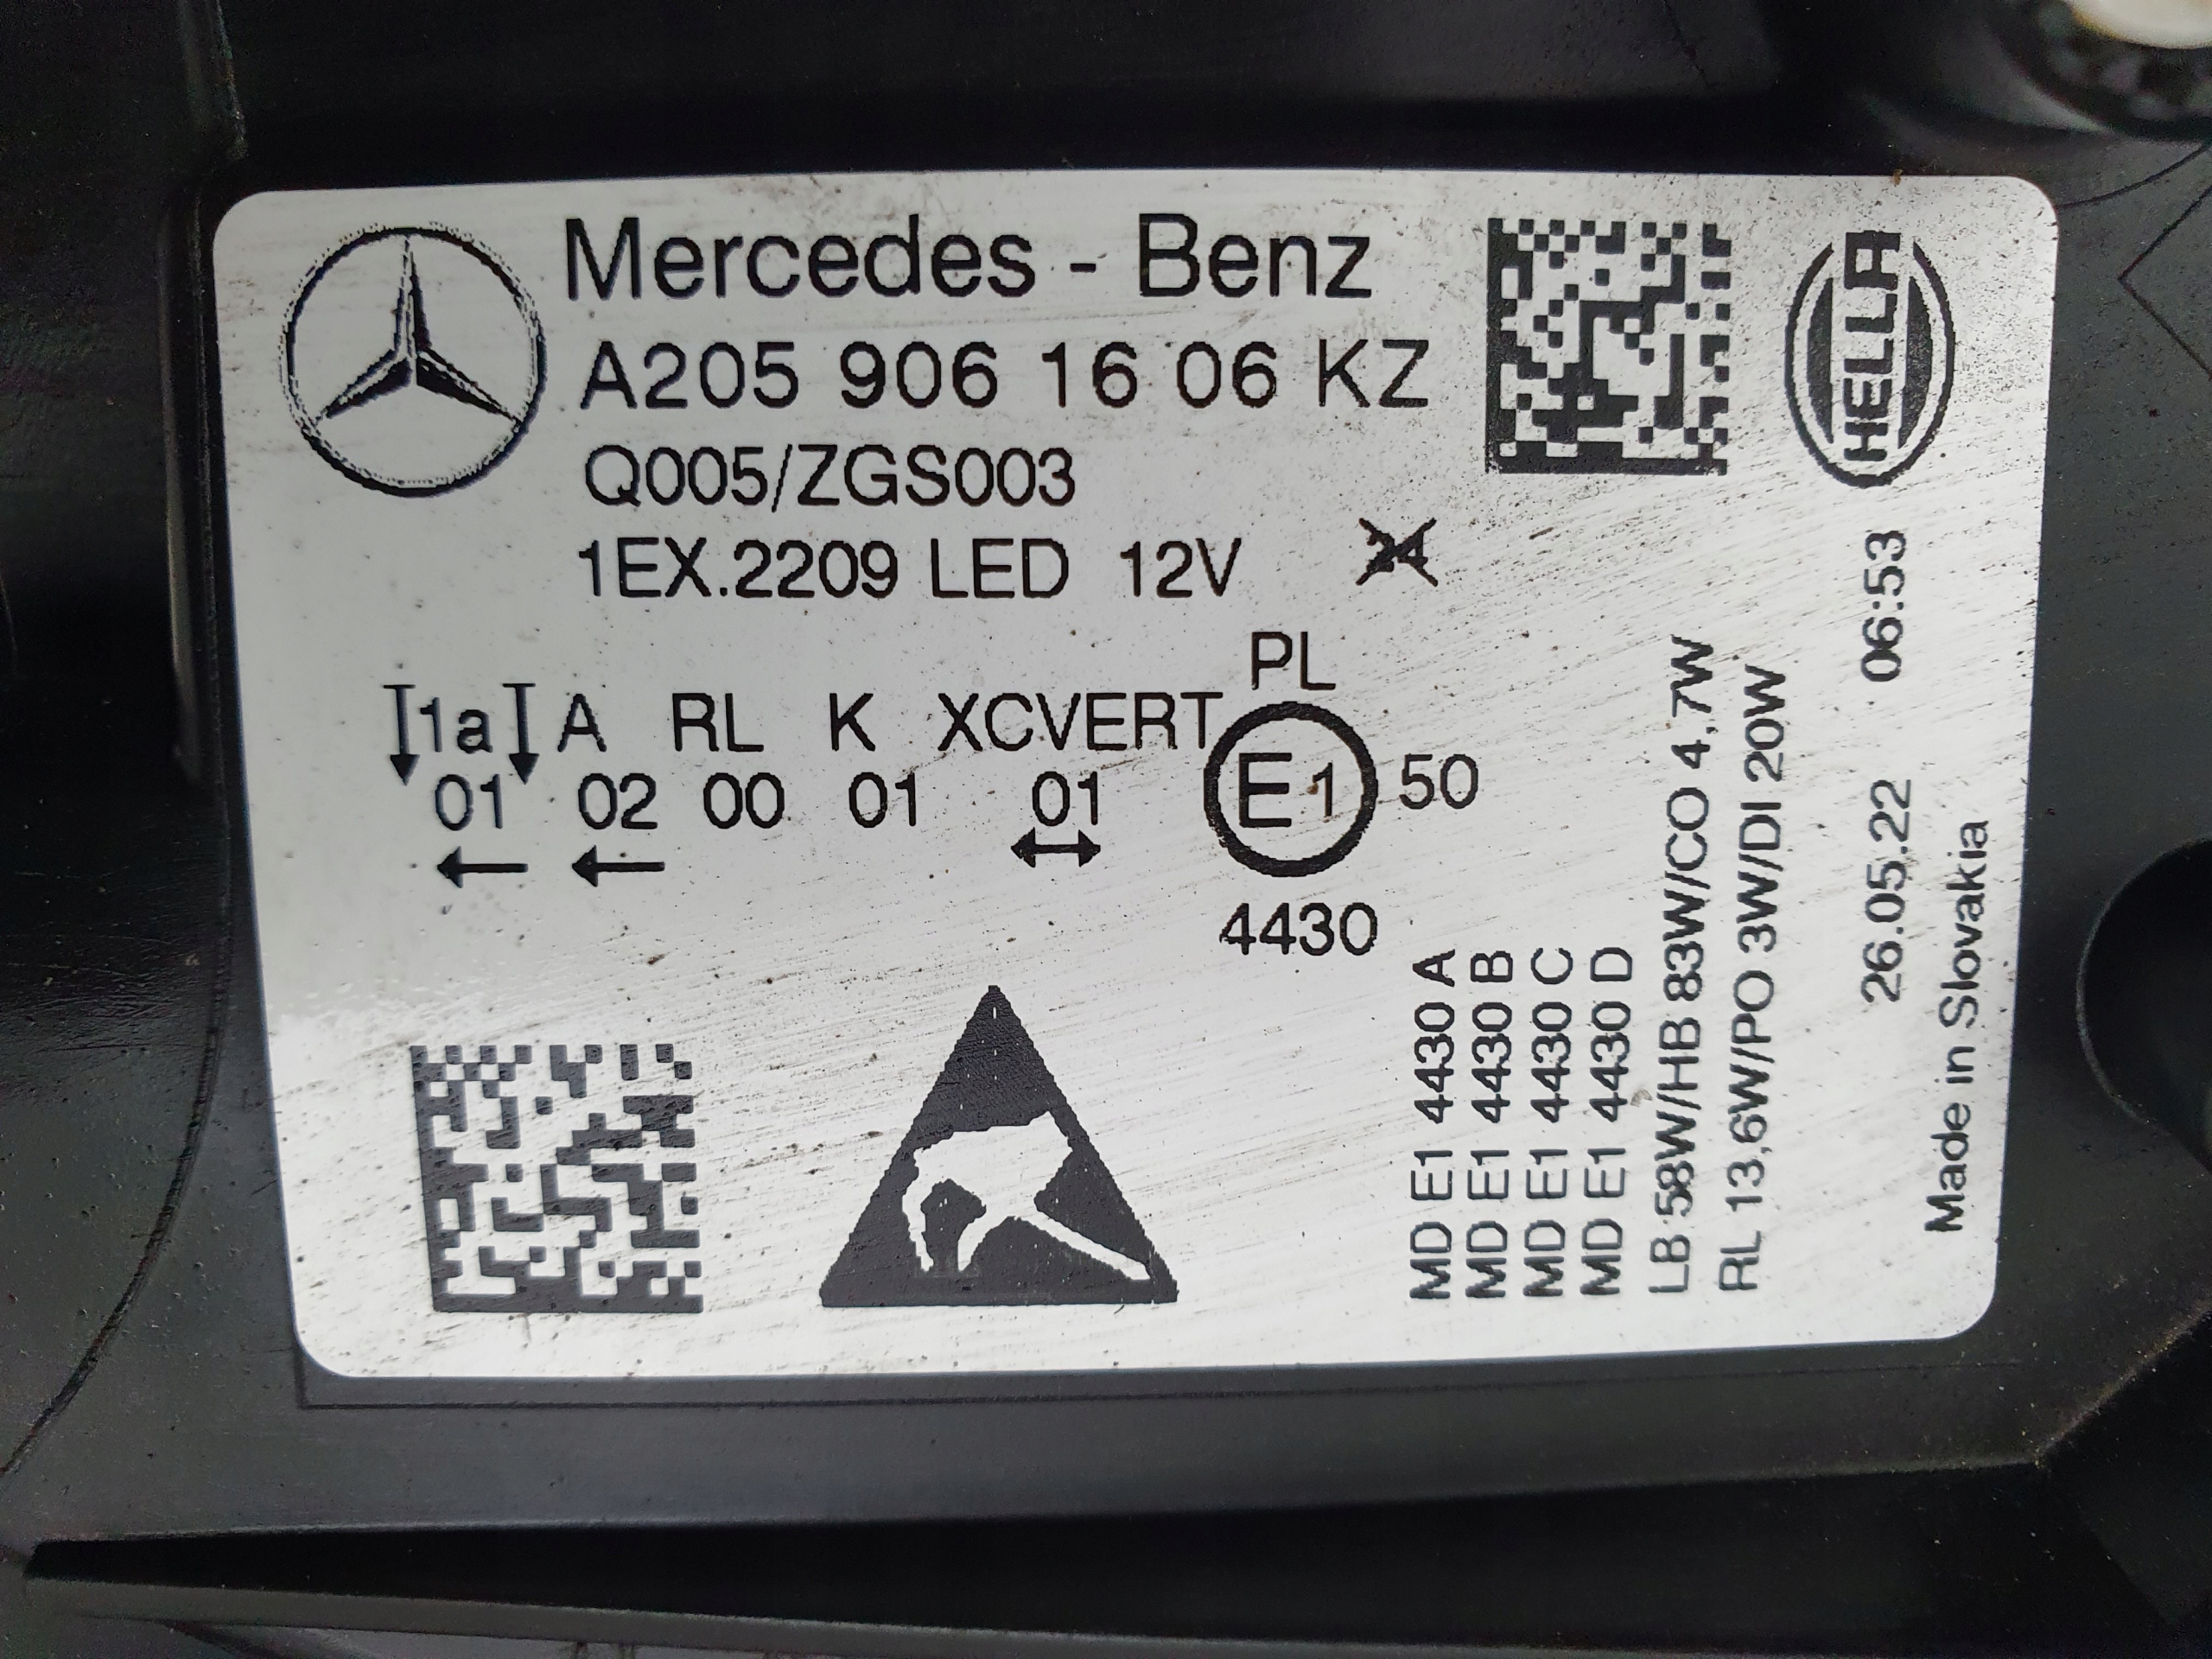 Mercedes - Benz
A205 906 16 06 KZ
Q005/ZGS003
1EX.2209 LED 12V 24
HELLA
PL
1a A RL K XCVERT
01 02 00 01 01
E1 50
4430
MD E1 4430 A
MD E1 4430 B
MD E1 4430 C
MD E1 4430 D
LB 58W/HB 83W/CO 4,7W
RL 13,6W/PO 3W/DI 20W
26.05.22 06:53
Made in Slovakia